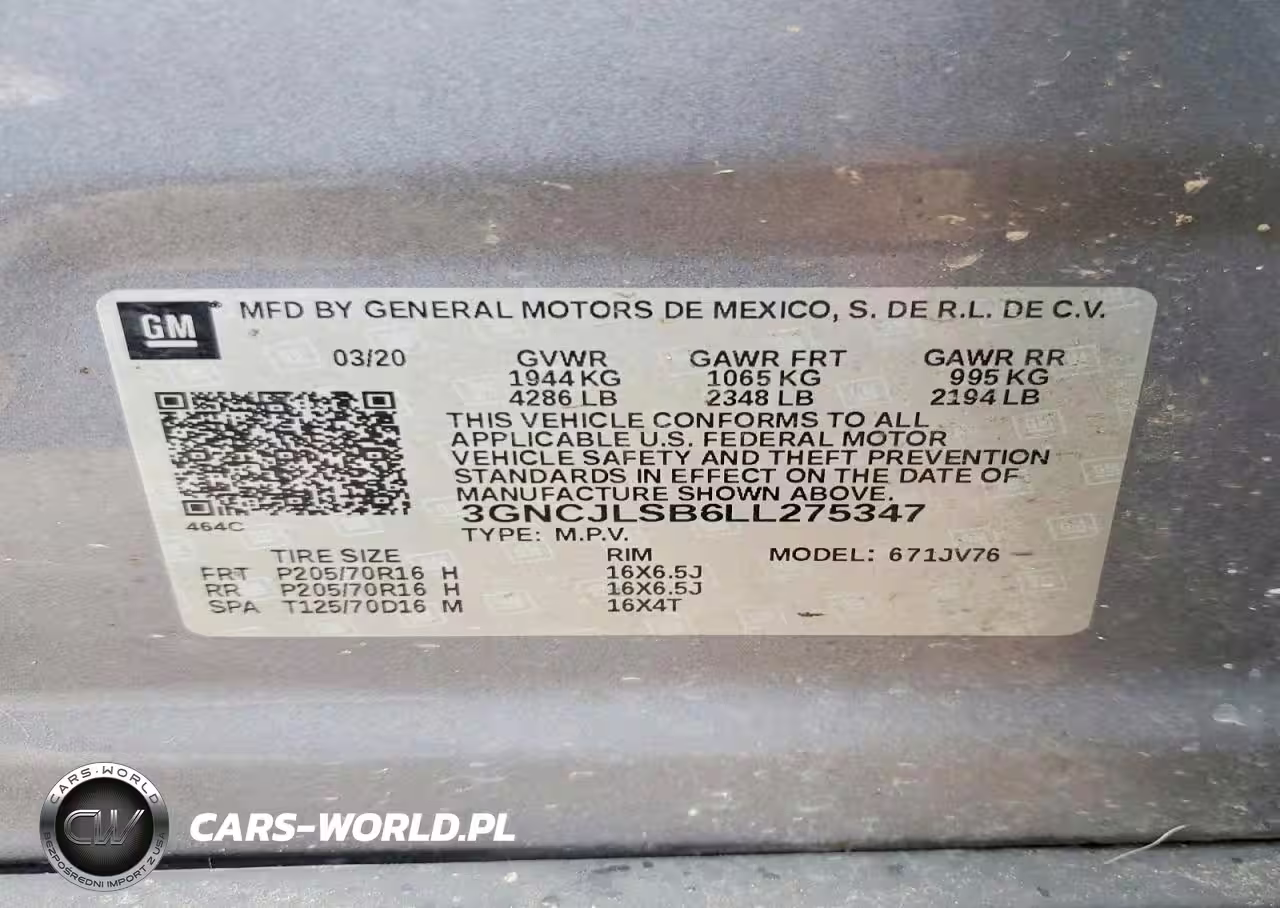 GM MFD BY GENERAL MOTORS DE MEXICO, S. DE R.L. DE C.V.
03/20 GVWR GAWR FRT GAWR RR
1944 KG 1065 KG 995 KG
4286 LB 2348 LB 2194 LB
THIS VEHICLE CONFORMS TO ALL
APPLICABLE U.S. FEDERAL MOTOR
VEHICLE SAFETY AND THEFT PREVENTION
STANDARDS IN EFFECT ON THE DATE OF
MANUFACTURE SHOWN ABOVE.
3GNCJLSB6LL275347
464C
TYPE: M.P.V.
TIRE SIZE RIM MODEL: 671JV76
FRT P205/70R16 H 16X6.5J
RR P205/70R16 H 16X6.5J
SPA T125/70D16 M 16X4T
CARS-WORLD
CW
BEZPOŚREDNI IMPORT Z USA
CARS-WORLD.PL